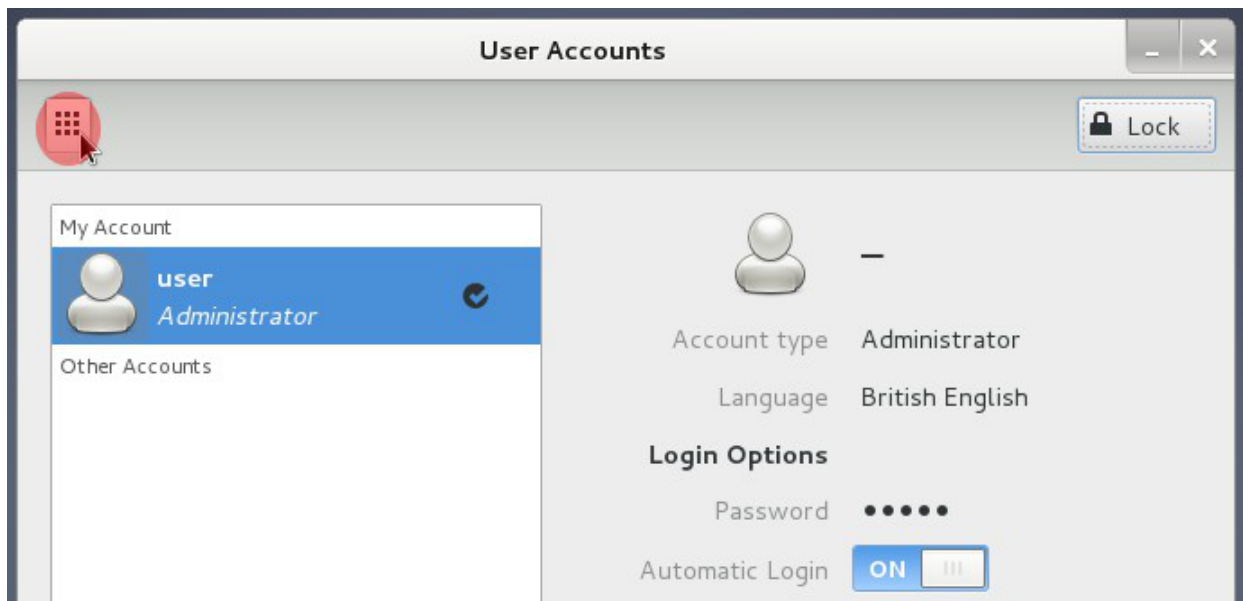 User Accounts
Lock
My Account
user
Administrator
Other Accounts
–
Account type Administrator
Language British English
Login Options
Password •••••
Automatic Login ON